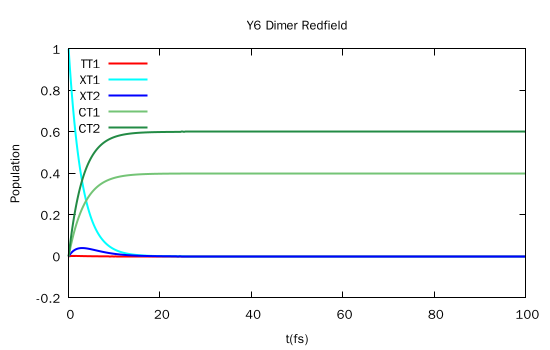 Y6 Dimer Redfield
1
0.8
0.6
0.4
0.2
0
-0.2
TT1
XT1
XT2
CT1
CT2
Population
0 20 40 60 80 100
t(fs)